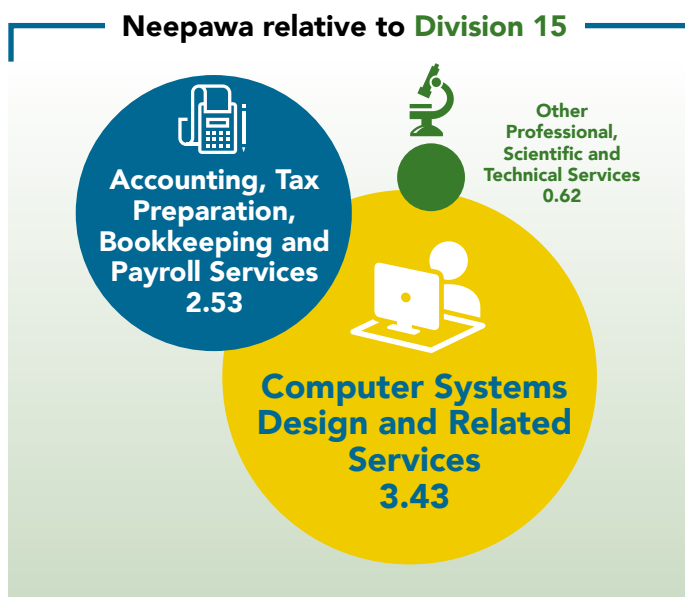 Neepawa relative to Division 15
Accounting, Tax
Preparation,
Bookkeeping and
Payroll Services
2.53
Other
Professional,
Scientific and
Technical Services
0.62
Computer Systems
Design and Related
Services
3.43